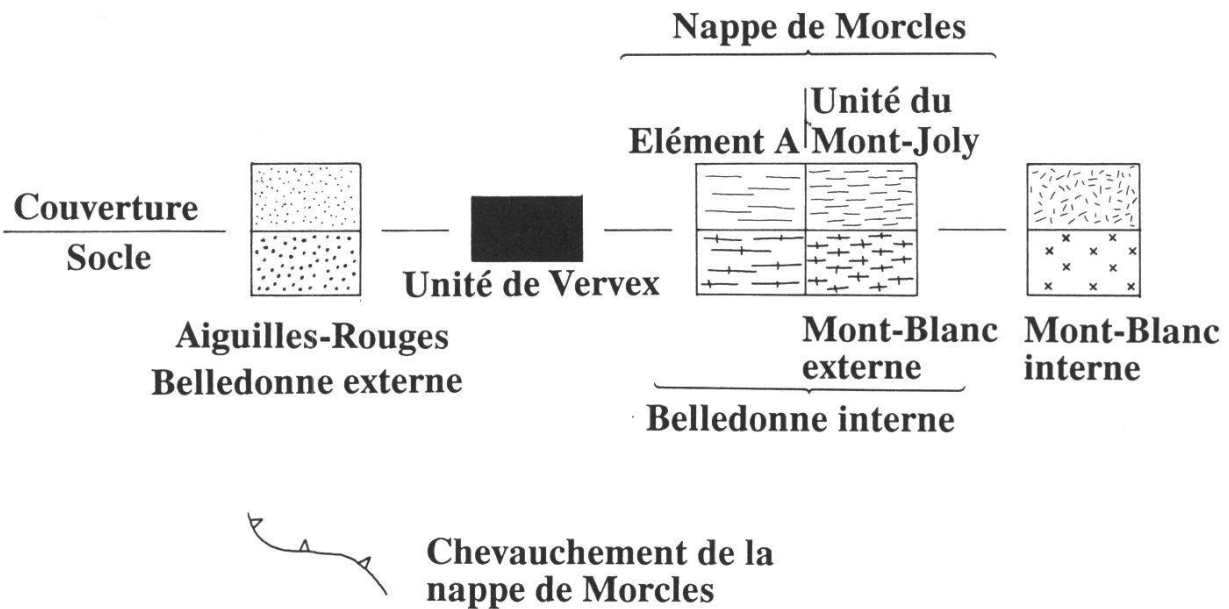 Nappe de Morcles
Unité du
Elément A Mont-Joly
Couverture
Socle
Unité de Vervex
Aiguilles-Rouges
Belledonne externe
Mont-Blanc
externe
Mont-Blanc
interne
Belledonne interne
Chevauchement de la
nappe de Morcles